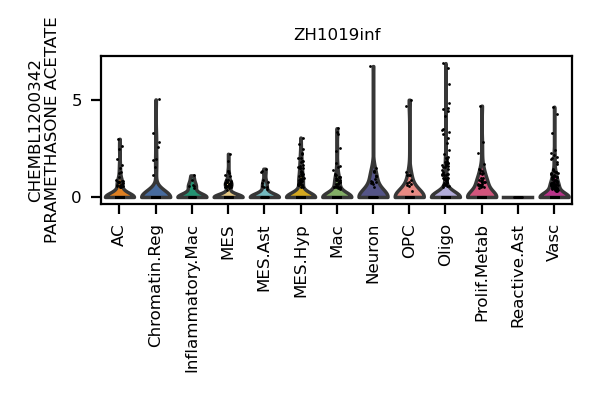 ZH1019inf
CHEMBL1200342
PARAMETHASONE ACETATE
5
0
AC
Chromatin.Reg
Inflammatory.Mac
MES
MES.Ast
MES.Hyp
Mac
Neuron
OPC
Oligo
Prolif.Metab
Reactive.Ast
Vasc